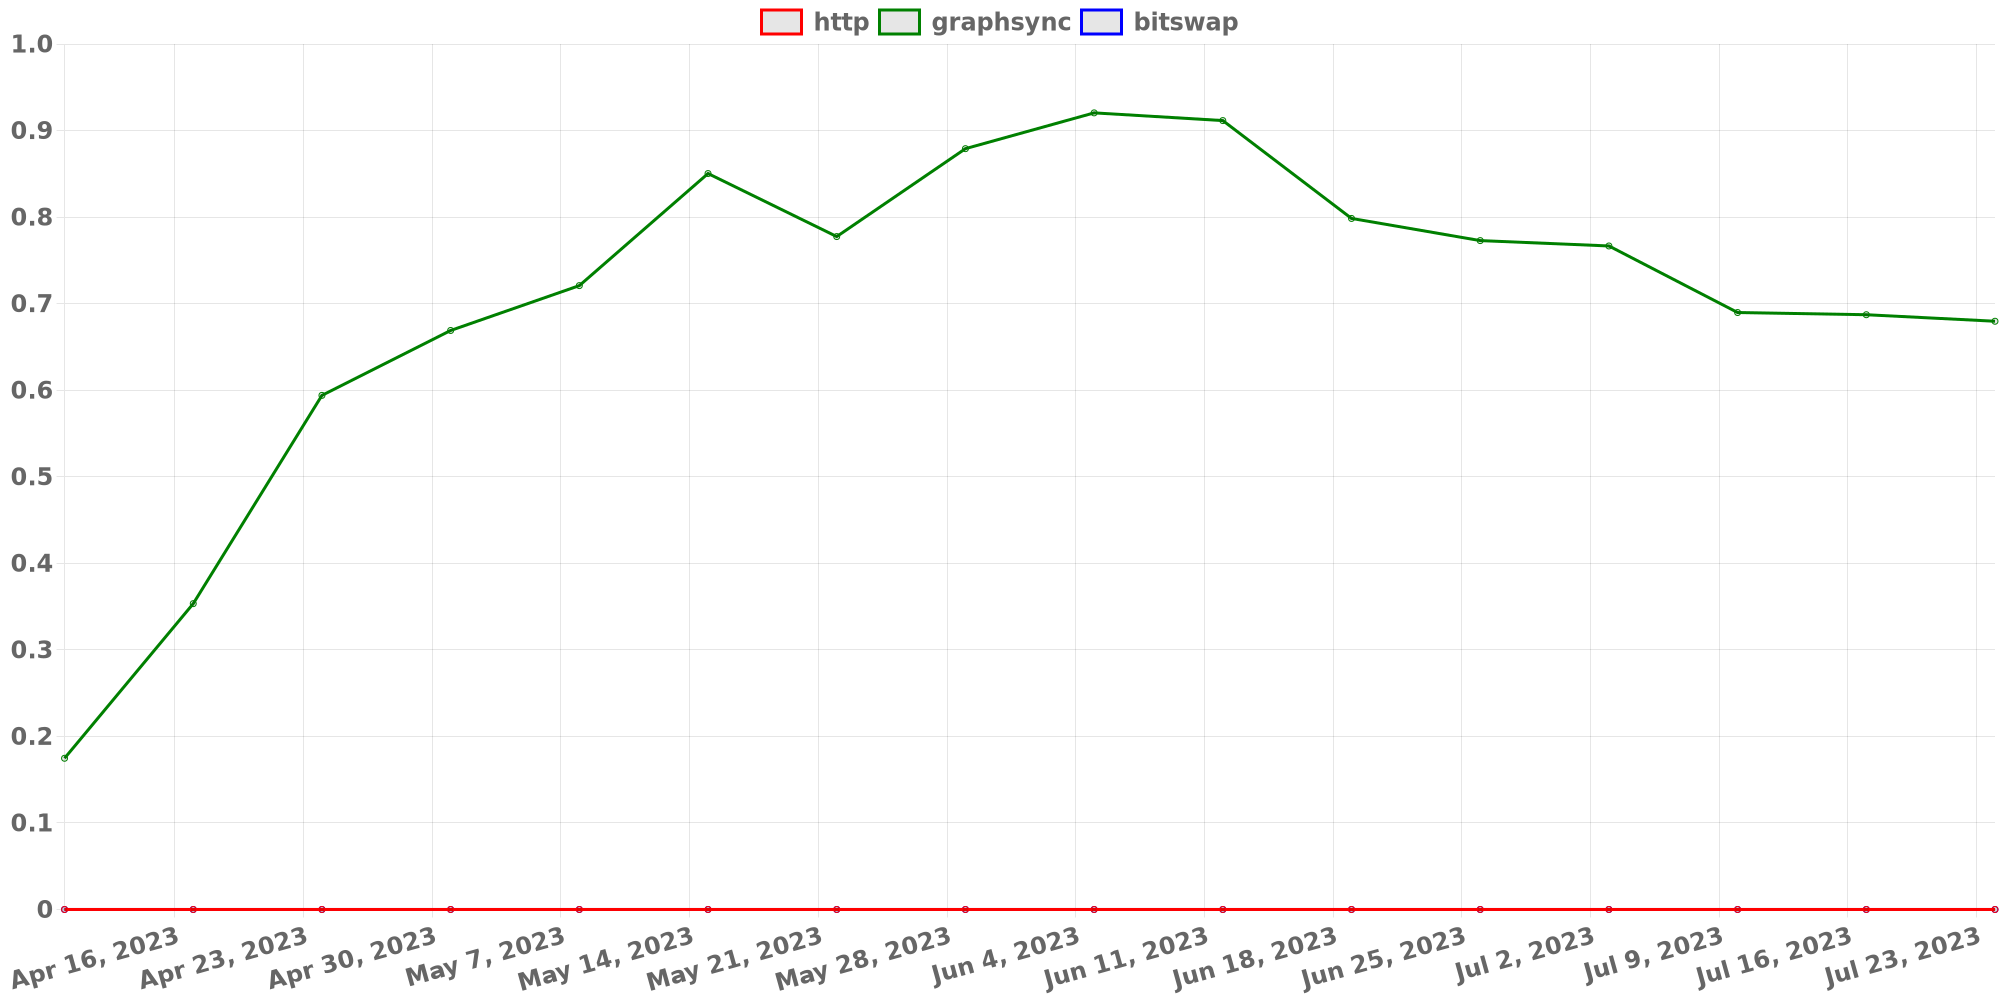 http graphsync bitswap
1.0
0.9
0.8
0.7
0.6
0.5
0.4
0.3
0.2
0.1
0
Apr 16, 2023
Apr 23, 2023
Apr 30, 2023
May 7, 2023
May 14, 2023
May 21, 2023
May 28, 2023
Jun 4, 2023
Jun 11, 2023
Jun 18, 2023
Jun 25, 2023
Jul 2, 2023
Jul 9, 2023
Jul 16, 2023
Jul 23, 2023